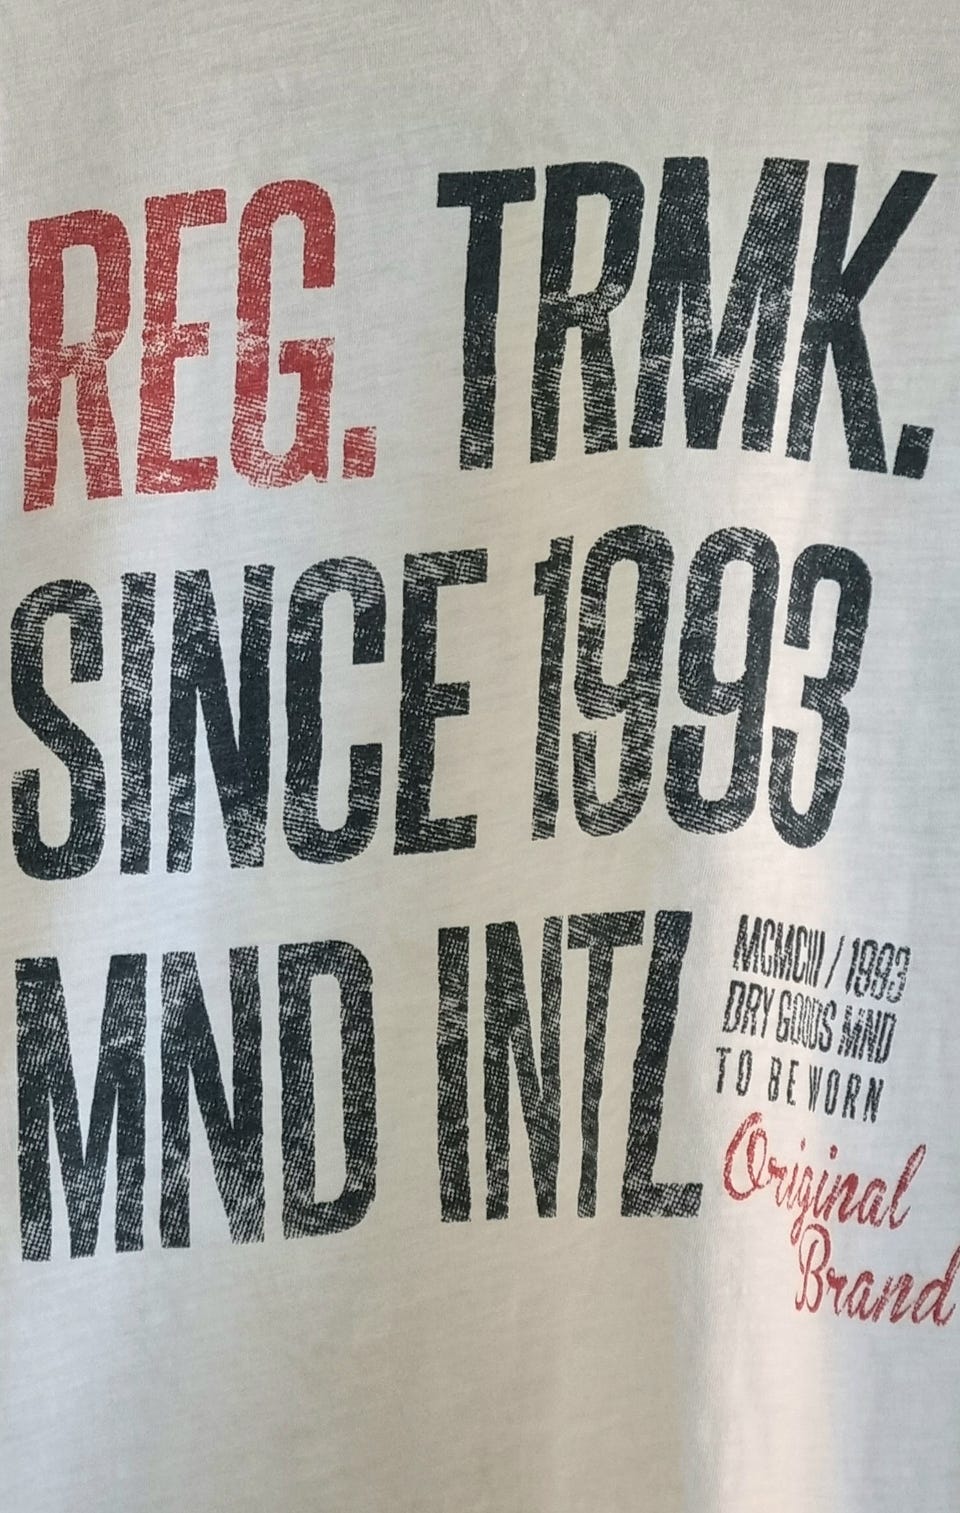 REG. TRMK.
SINCE 1993
MND INTL
MCMCIII / 1993
DRY GOODS MND
TO BE WORN
Original
Brand